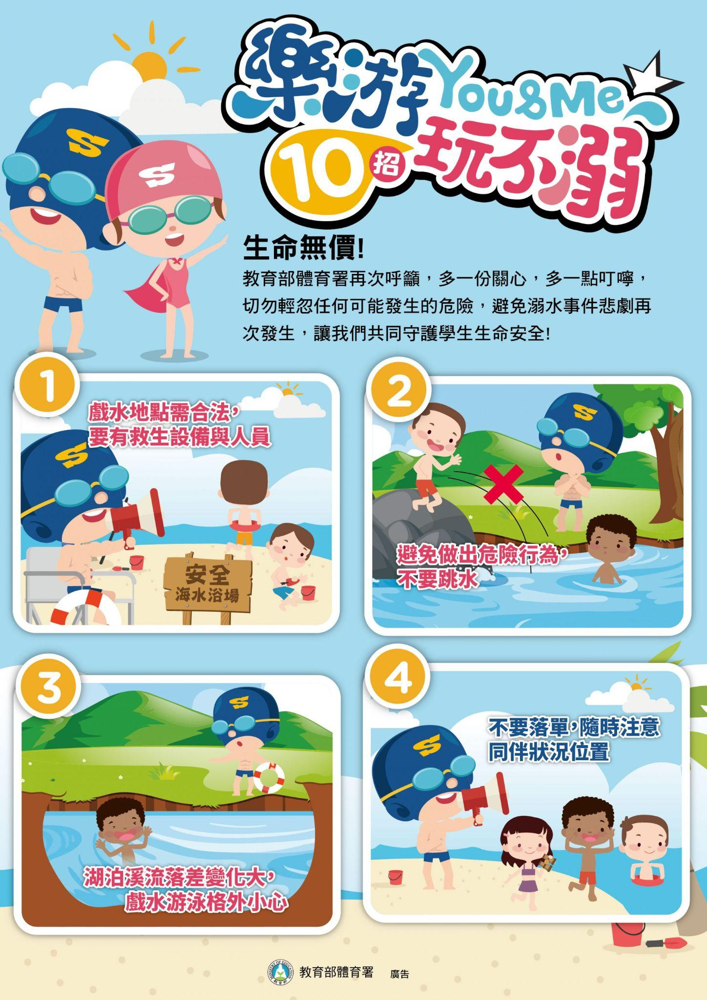 樂游You&Me
10招玩不溺
生命無價!
教育部體育署再次呼籲，多一份關心，多一點叮嚀，
切勿輕忽任何可能發生的危險，避免溺水事件悲劇再
次發生，讓我們共同守護學生生命安全!
1
戲水地點需合法，
要有救生設備與人員
S
安全
海水浴場
2
避免做出危險行為，
不要跳水
S
3
湖泊溪流落差變化大，
戲水游泳格外小心
S
4
不要落單，隨時注意
同伴狀況位置
S
S
S
MINISTRY OF EDUCATION
教育部
教育部體育署 廣告